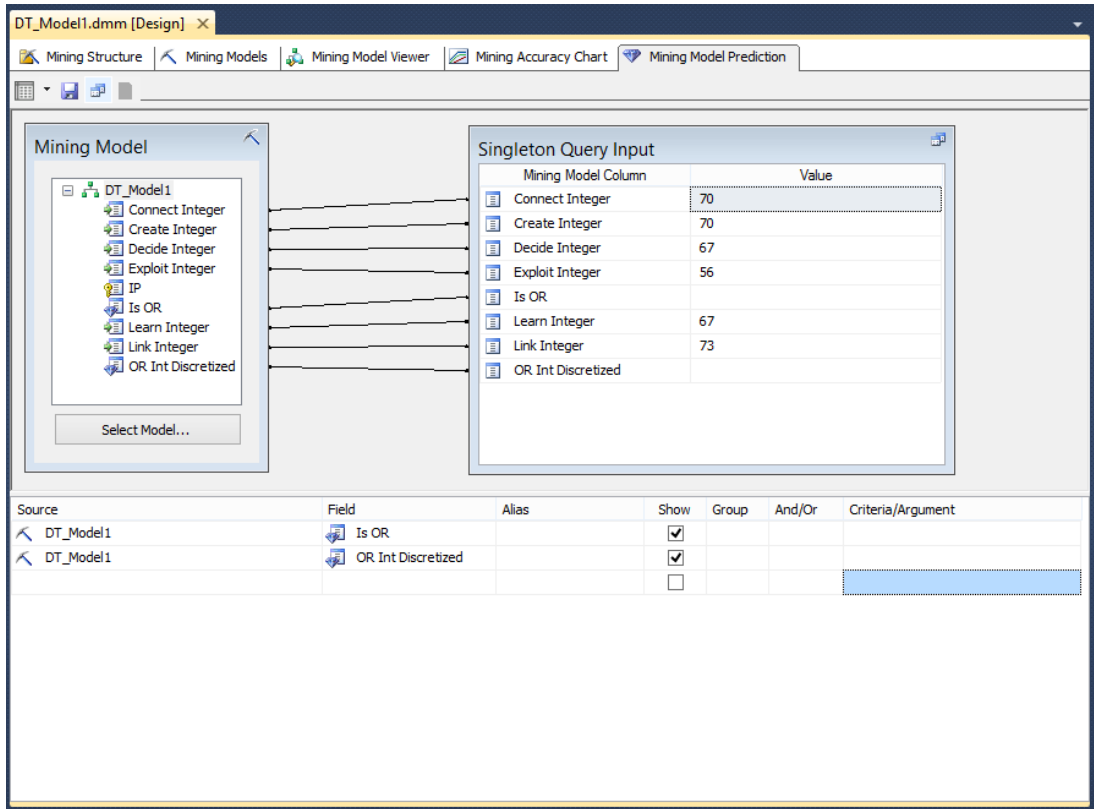 DT_Model1.dmm [Design]
Mining Structure Mining Models Mining Model Viewer Mining Accuracy Chart Mining Model Prediction
Mining Model
DT_Model1
Connect Integer
Create Integer
Decide Integer
Exploit Integer
IP
Is OR
Learn Integer
Link Integer
OR Int Discretized
Select Model...
Singleton Query Input
Mining Model Column Value
Connect Integer 70
Create Integer 70
Decide Integer 67
Exploit Integer 56
Is OR
Learn Integer 67
Link Integer 73
OR Int Discretized
Source Field Alias Show Group And/Or Criteria/Argument
DT_Model1 Is OR
DT_Model1 OR Int Discretized